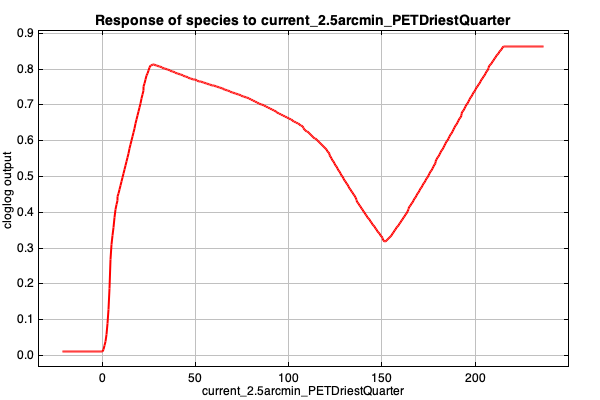 Response of species to current_2.5arcmin_PETDriestQuarter
0.9
0.8
0.7
0.6
0.5
0.4
0.3
0.2
0.1
0.0
cloglog output
0 50 100 150 200
current_2.5arcmin_PETDriestQuarter